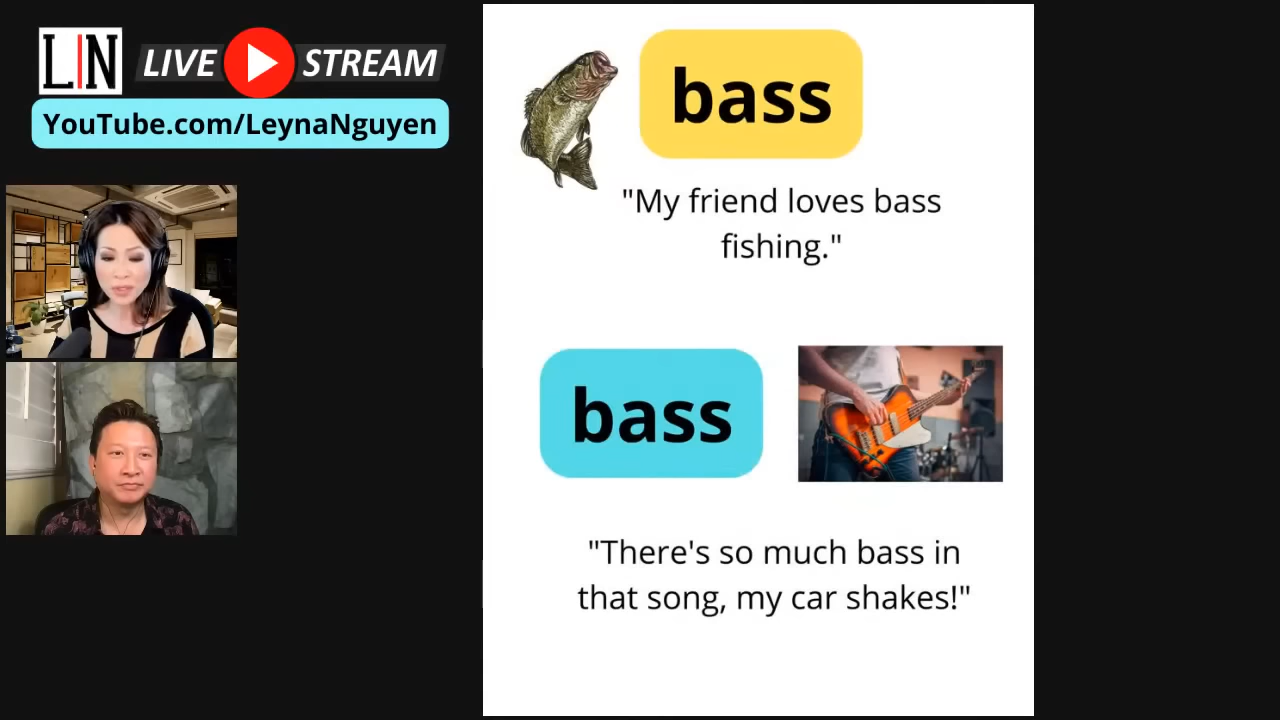 LIN LIVE STREAM
YouTube.com/LeynaNguyen
bass
"My friend loves bass
fishing."
bass
"There's so much bass in
that song, my car shakes!"